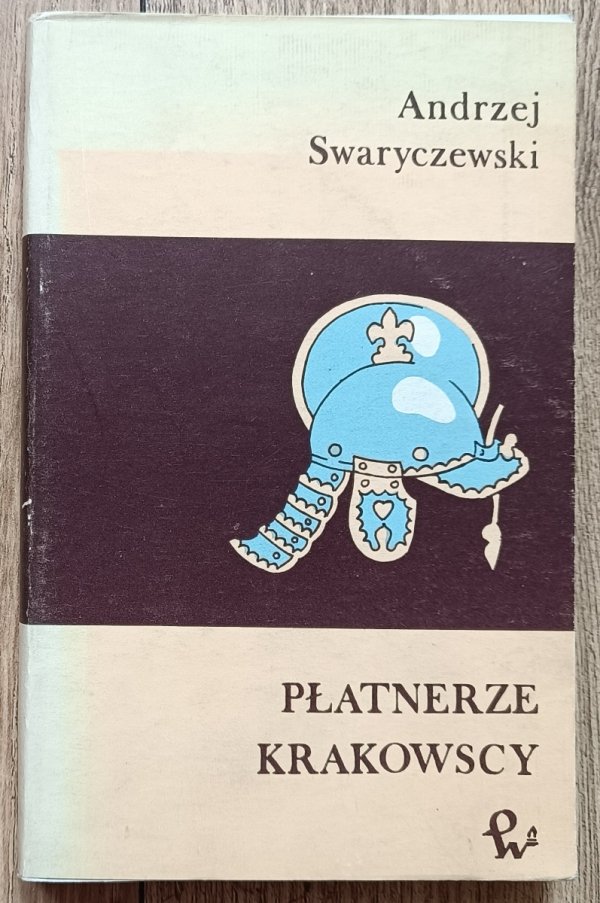 Andrzej
Swaryczewski
PŁATNERZE
KRAKOWSCY
PW